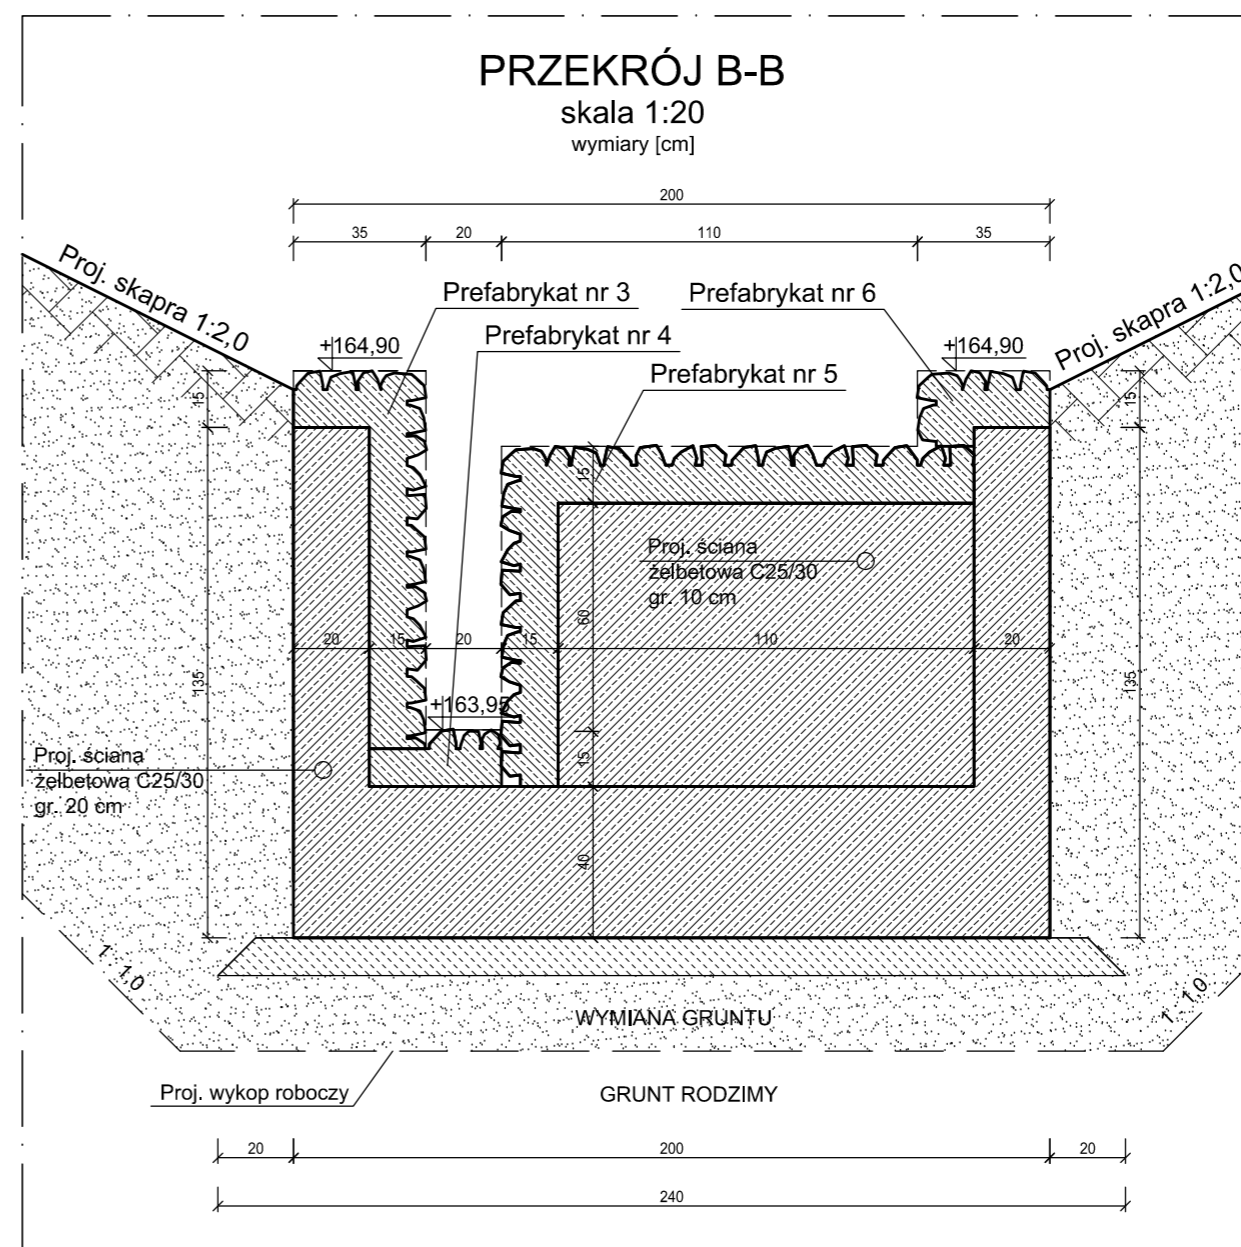 PRZEKRÓJ B-B
skala 1:20
wymiary [cm]
200
35
20
110
35
Proj. skapra 1:2,0
Proj. skapra 1:2,0
Prefabrykat nr 3
Prefabrykat nr 6
Prefabrykat nr 4
Prefabrykat nr 5
+164,90
+164,90
15
15
15
Proj. ściana
żelbetowa C25/30
gr. 10 cm
60
20
15
20
15
110
20
135
135
+163,95
15
Proj. ściana
żelbetowa C25/30
gr. 20 cm
40
1: 1,0
1: 1,0
WYMIANA GRUNTU
Proj. wykop roboczy
GRUNT RODZIMY
20
200
20
240